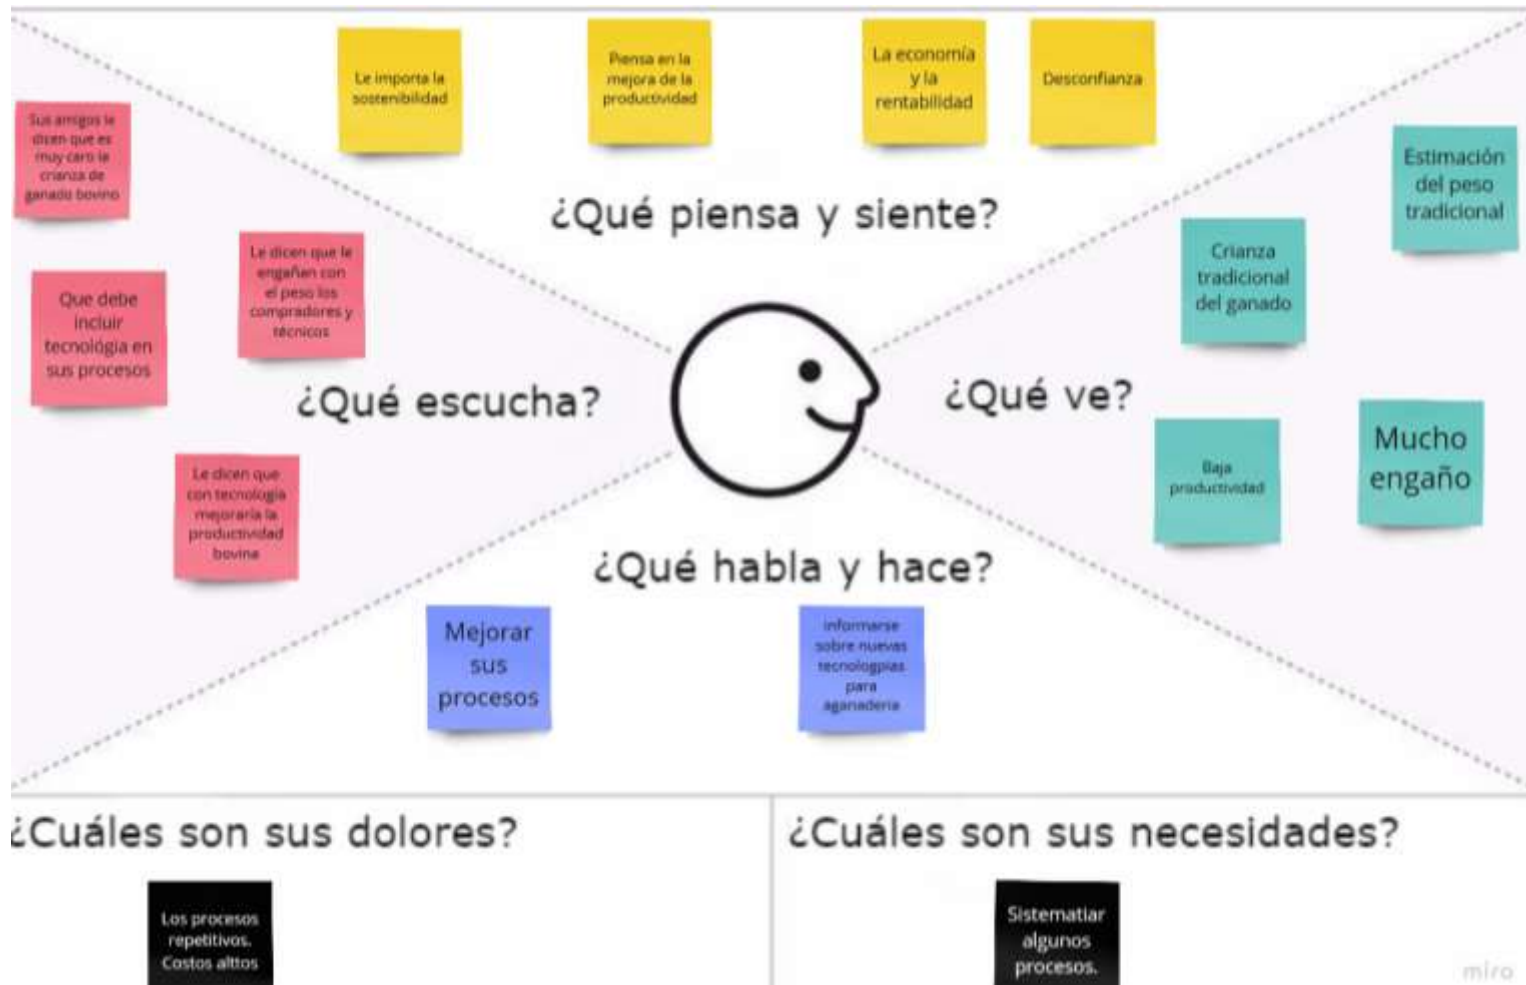 Le importa la
sostenibilidad
Piensa en la
mejora de la
productividad
La economía
y la
rentabilidad
Desconfianza
¿Qué piensa y siente?
Sus amigos le
dicen que es
muy caro la
crianza de
ganado bovino
Le dicen que le
engañan con
el peso los
compradores y
técnicos
Que debe
incluir
tecnológia en
sus procesos
¿Qué escucha?
Le dicen que
con tecnología
mejoraría la
productividad
bovina
Estimación
del peso
tradicional
Crianza
tradicional
del ganado
¿Qué ve?
Baja
productividad
Mucho
engaño
¿Qué habla y hace?
Mejorar
sus
procesos
informarse
sobre nuevas
tecnologpias
para
aganaderia
¿Cuáles son sus dolores?
Los procesos
repetitivos.
Costos alttos
¿Cuáles son sus necesidades?
Sistematiar
algunos
procesos.
miro